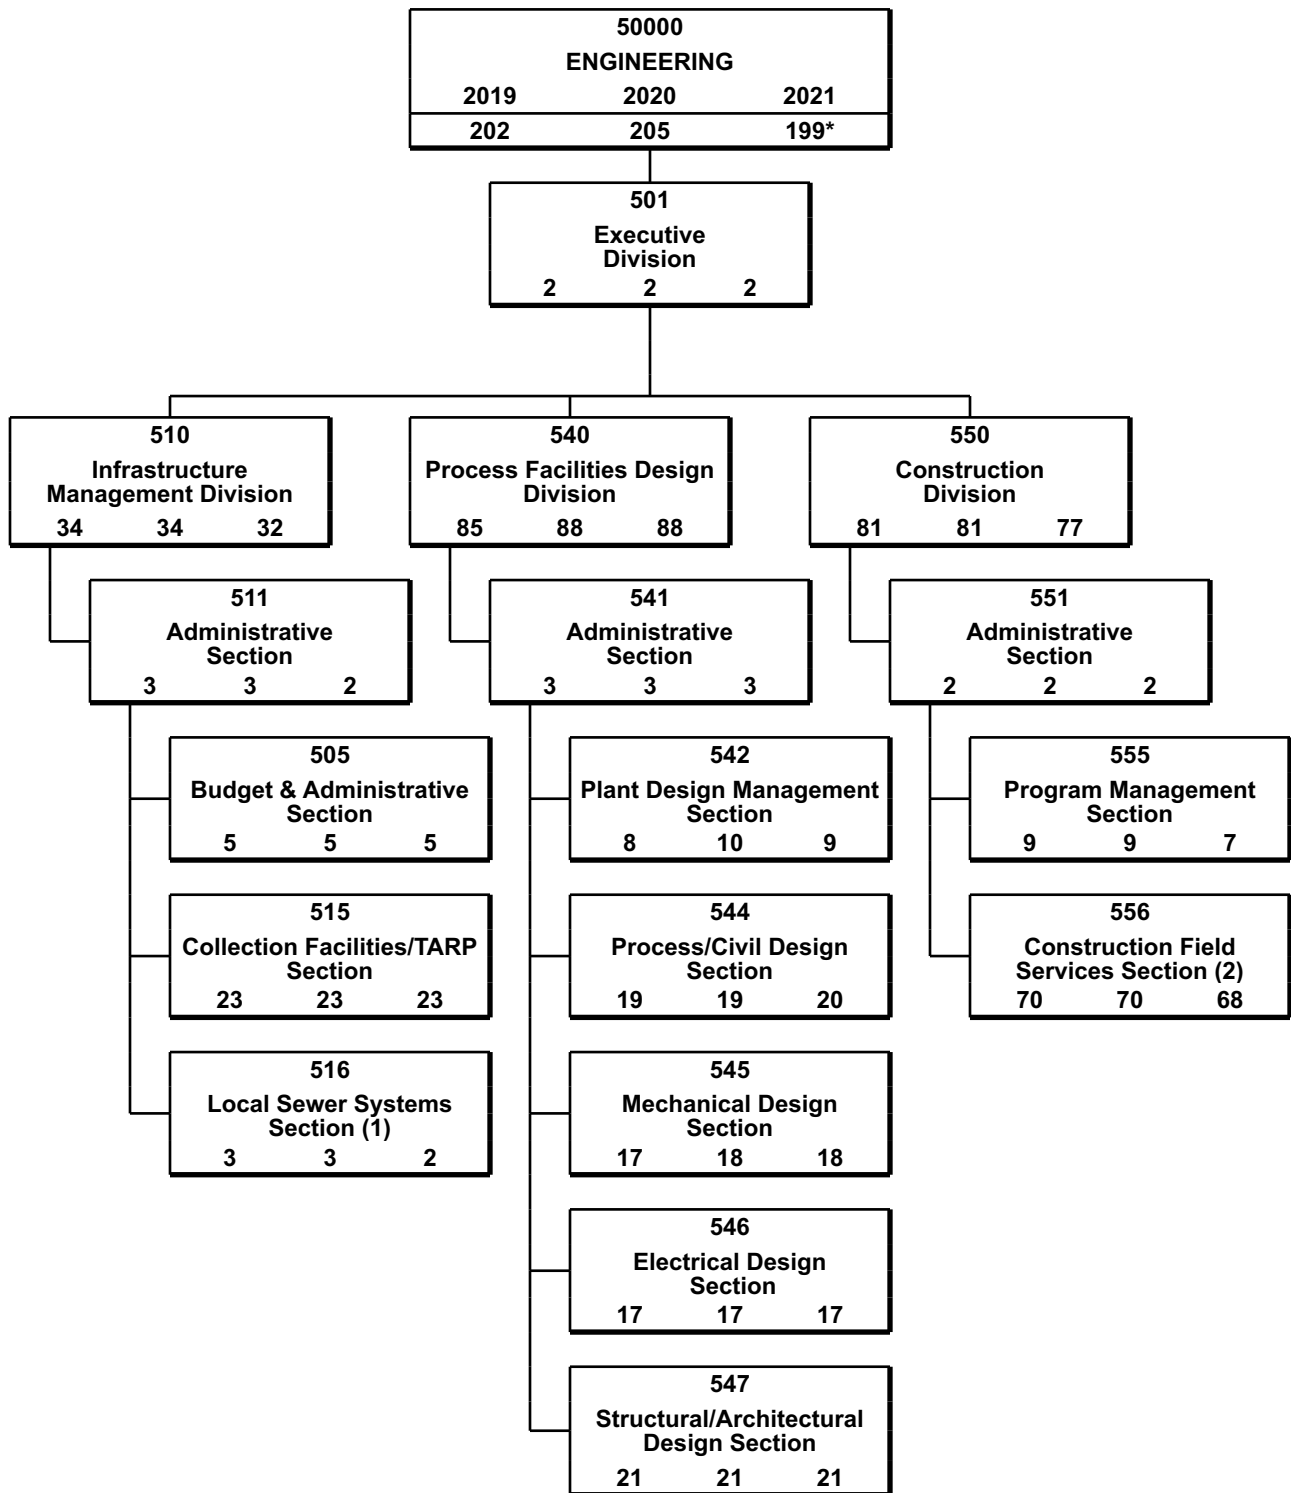 50000
ENGINEERING
2019 2020 2021
202 205 199*
501
Executive
Division
2 2 2
510
Infrastructure
Management Division
34 34 32
540
Process Facilities Design
Division
85 88 88
550
Construction
Division
81 81 77
511
Administrative
Section
3 3 2
541
Administrative
Section
3 3 3
551
Administrative
Section
2 2 2
505
Budget & Administrative
Section
5 5 5
542
Plant Design Management
Section
8 10 9
555
Program Management
Section
9 9 7
515
Collection Facilities/TARP
Section
23 23 23
544
Process/Civil Design
Section
19 19 20
556
Construction Field
Services Section (2)
70 70 68
516
Local Sewer Systems
Section (1)
3 3 2
545
Mechanical Design
Section
17 18 18
546
Electrical Design
Section
17 17 17
547
Structural/Architectural
Design Section
21 21 21